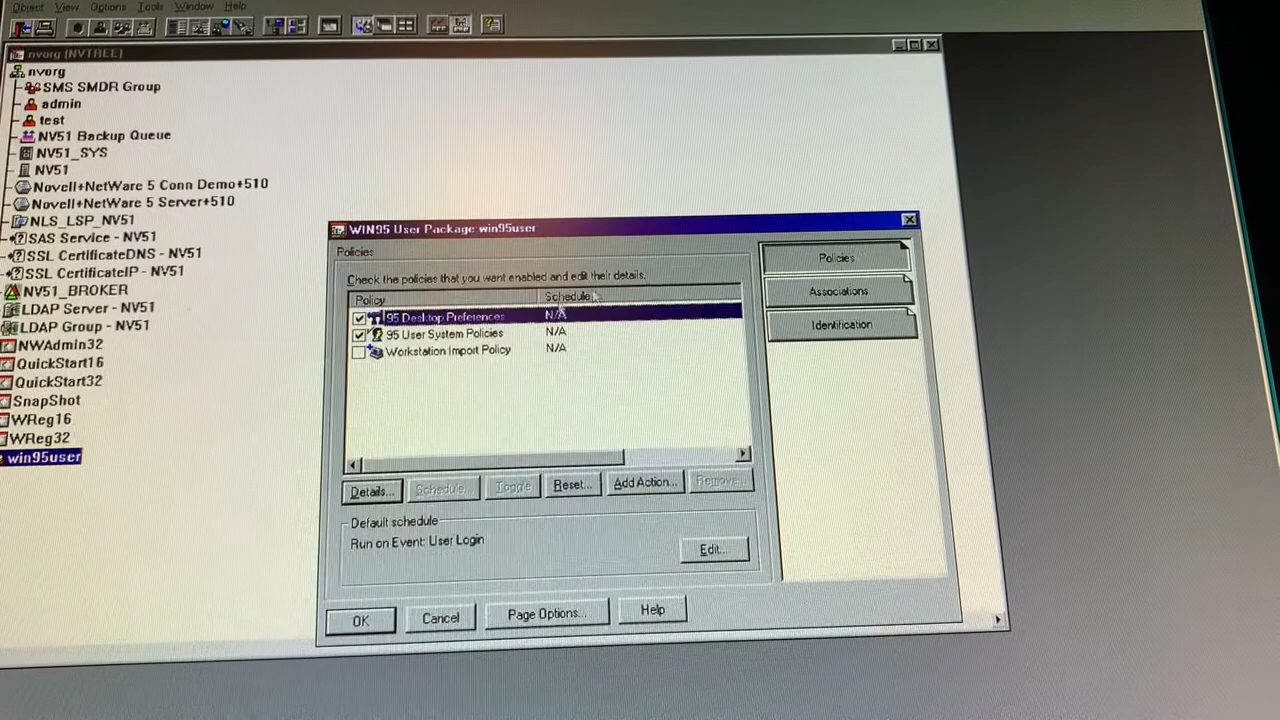 Object View Options Tools Window Help
nvorg (NVTREE)
nvorg
SMS SMDR Group
admin
test
NV51 Backup Queue
NV51_SYS
NV51
Novell+NetWare 5 Conn Demo+510
Novell+NetWare 5 Server+510
NLS_LSP_NV51
SAS Service - NV51
SSL CertificateDNS - NV51
SSL CertificateIP - NV51
NV51_BROKER
LDAP Server - NV51
LDAP Group - NV51
NWAdmin32
QuickStart16
QuickStart32
SnapShot
WReg16
WReg32
win95user
WIN95 User Package:win95user
Policies
Check the policies that you want enabled and edit their details.
Policy Schedule
95 Desktop Preferences N/A
95 User System Policies N/A
Workstation Import Policy N/A
Details... Schedule... Toggle Reset... Add Action... Remove...
Default schedule
Run on Event: User Login
Edit...
OK Cancel Page Options... Help
Policies
Associations
Identification